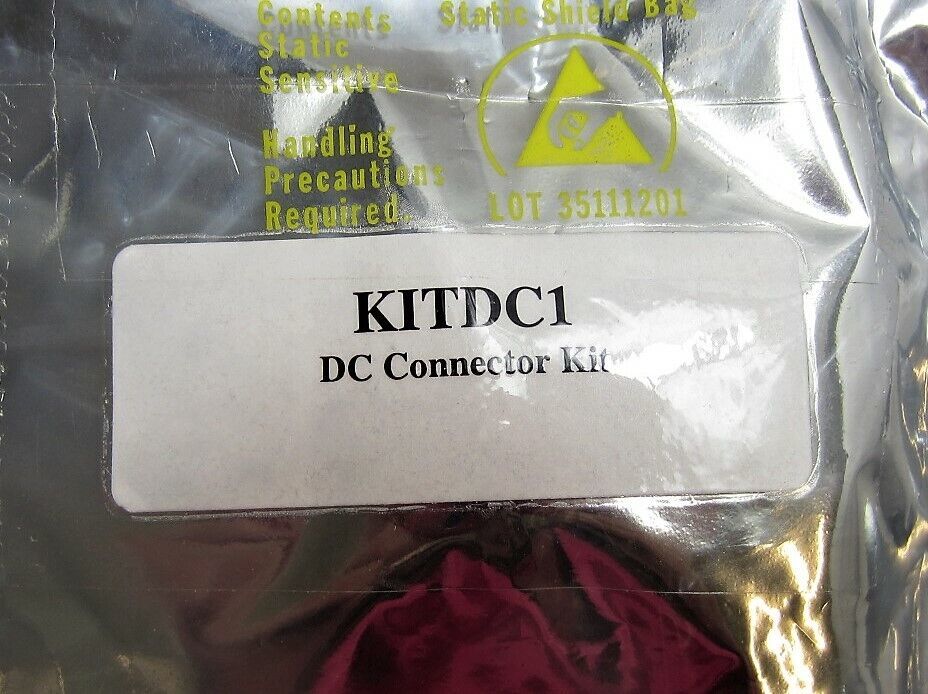 Contents
Static
Sensitive
Handling
Precautions
Required.
Static Shield Bag
LOT 35111201
KITDC1
DC Connector Kit